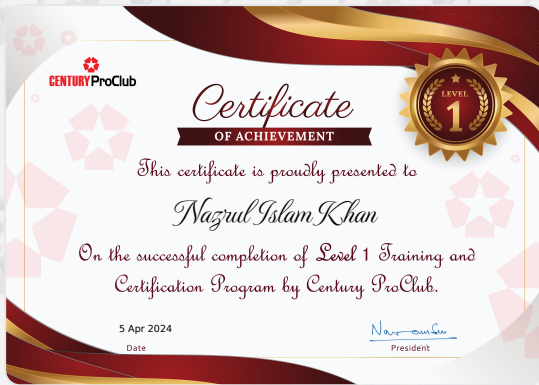 CENTURY ProClub
Certificate
OF ACHIEVEMENT
LEVEL
1
This certificate is proudly presented to
Nazrul Islam Khan
On the successful completion of Level 1 Training and
Certification Program by Century ProClub.
5 Apr 2024
Date
President